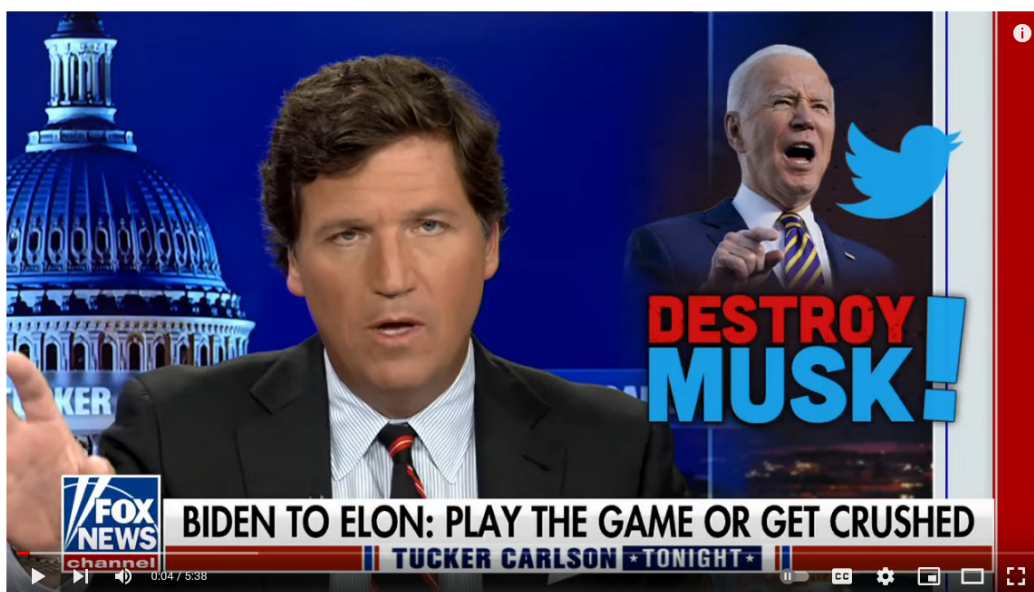 DESTROY
MUSK!
KER
FOX
NEWS
channel
BIDEN TO ELON: PLAY THE GAME OR GET CRUSHED
TUCKER CARLSON TONIGHT
0:04 / 5:38
CC